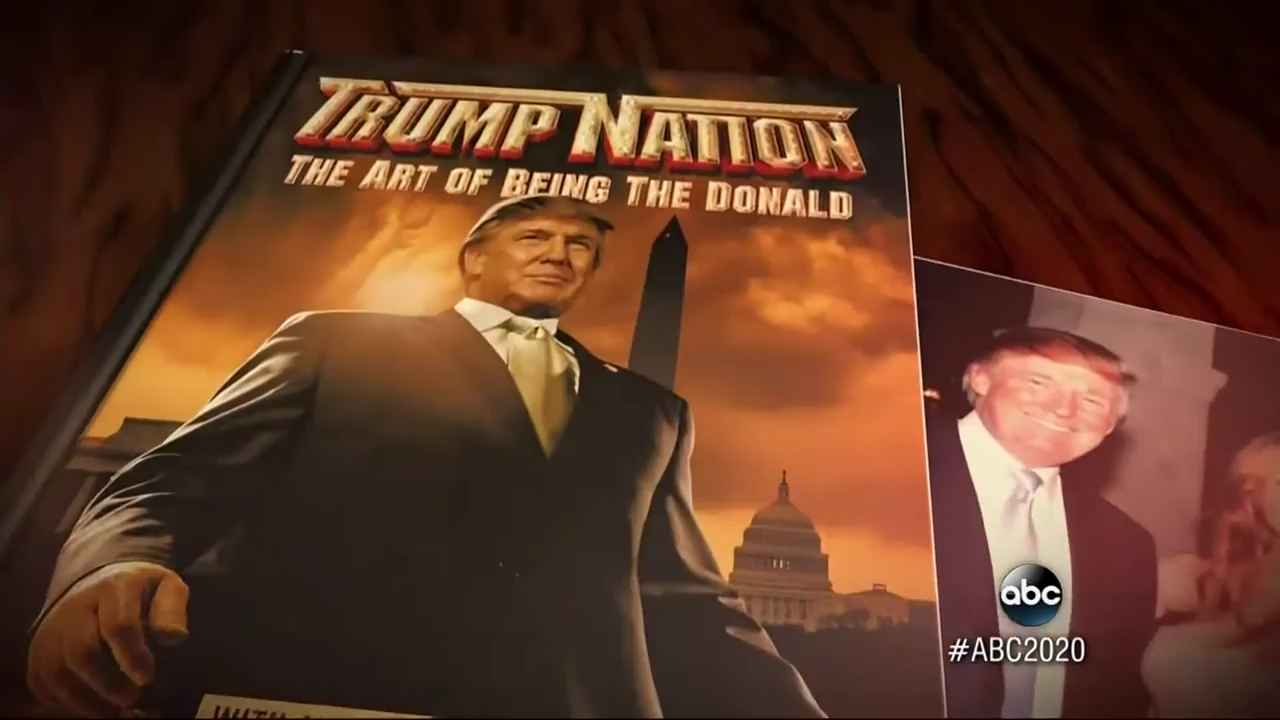 TRUMP NATION
THE ART OF BEING THE DONALD
abc
#ABC2020